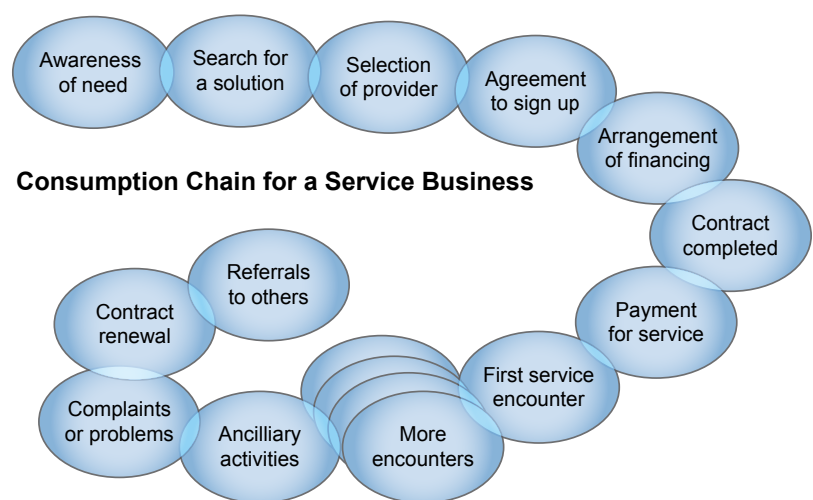 Awareness
of need
Search for
a solution
Selection
of provider
Agreement
to sign up
Arrangement
of financing
Consumption Chain for a Service Business
Contract
completed
Payment
for service
First service
encounter
More
encounters
Ancilliary
activities
Complaints
or problems
Contract
renewal
Referrals
to others